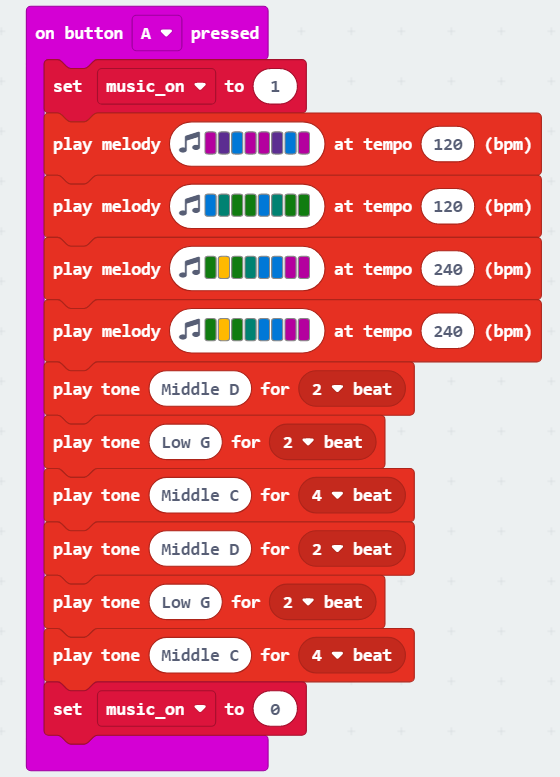 on button A pressed
set music_on to 1
play melody at tempo 120 (bpm)
play melody at tempo 120 (bpm)
play melody at tempo 240 (bpm)
play melody at tempo 240 (bpm)
play tone Middle D for 2 beat
play tone Low G for 2 beat
play tone Middle C for 4 beat
play tone Middle D for 2 beat
play tone Low G for 2 beat
play tone Middle C for 4 beat
set music_on to 0